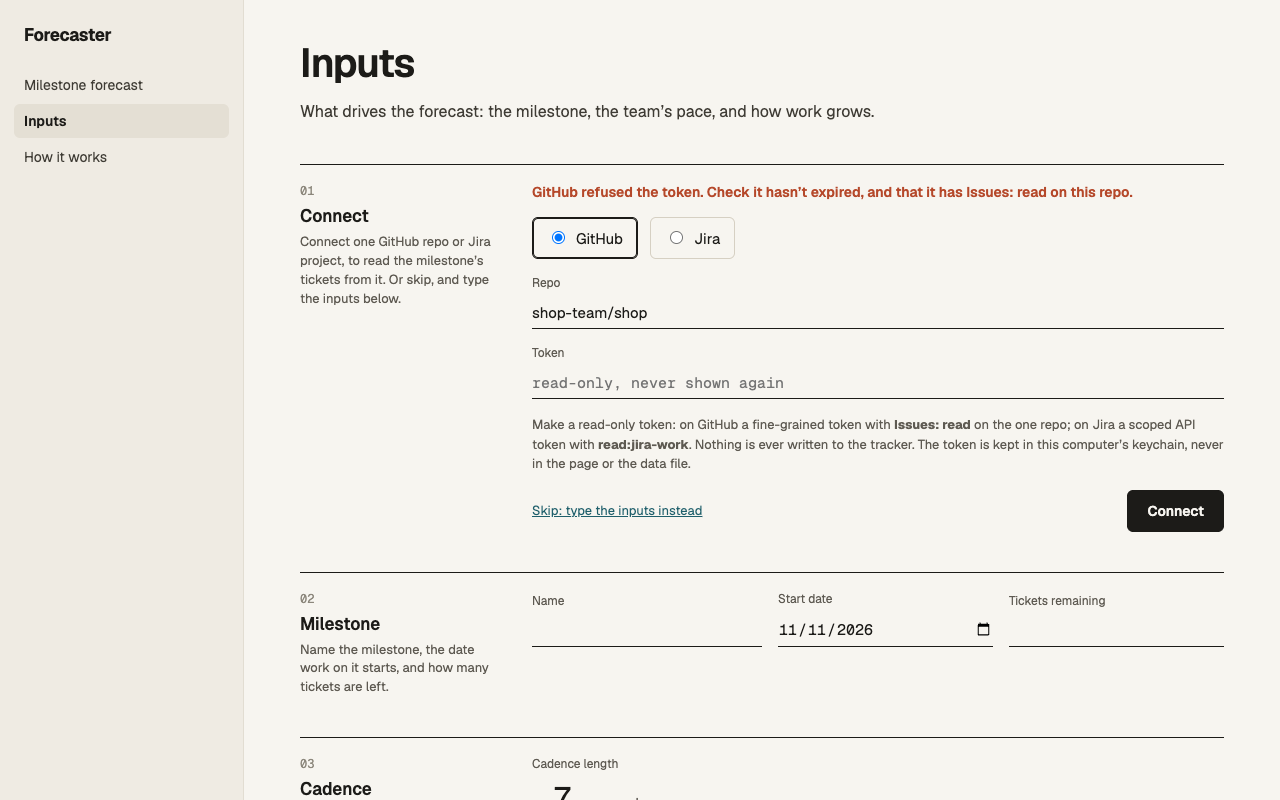 Forecaster
Milestone forecast
Inputs
How it works
Inputs
What drives the forecast: the milestone, the team’s pace, and how work grows.
01
Connect
Connect one GitHub repo or Jira
project, to read the milestone’s
tickets from it. Or skip, and type
the inputs below.
GitHub refused the token. Check it hasn’t expired, and that it has Issues: read on this repo.
GitHub
Jira
Repo
shop-team/shop
Token
read-only, never shown again
Make a read-only token: on GitHub a fine-grained token with Issues: read on the one repo; on Jira a scoped API
token with read:jira-work. Nothing is ever written to the tracker. The token is kept in this computer’s keychain, never
in the page or the data file.
Skip: type the inputs instead
Connect
02
Milestone
Name the milestone, the date
work on it starts, and how many
tickets are left.
Name
Start date
11/11/2026
Tickets remaining
03
Cadence
Cadence length
7